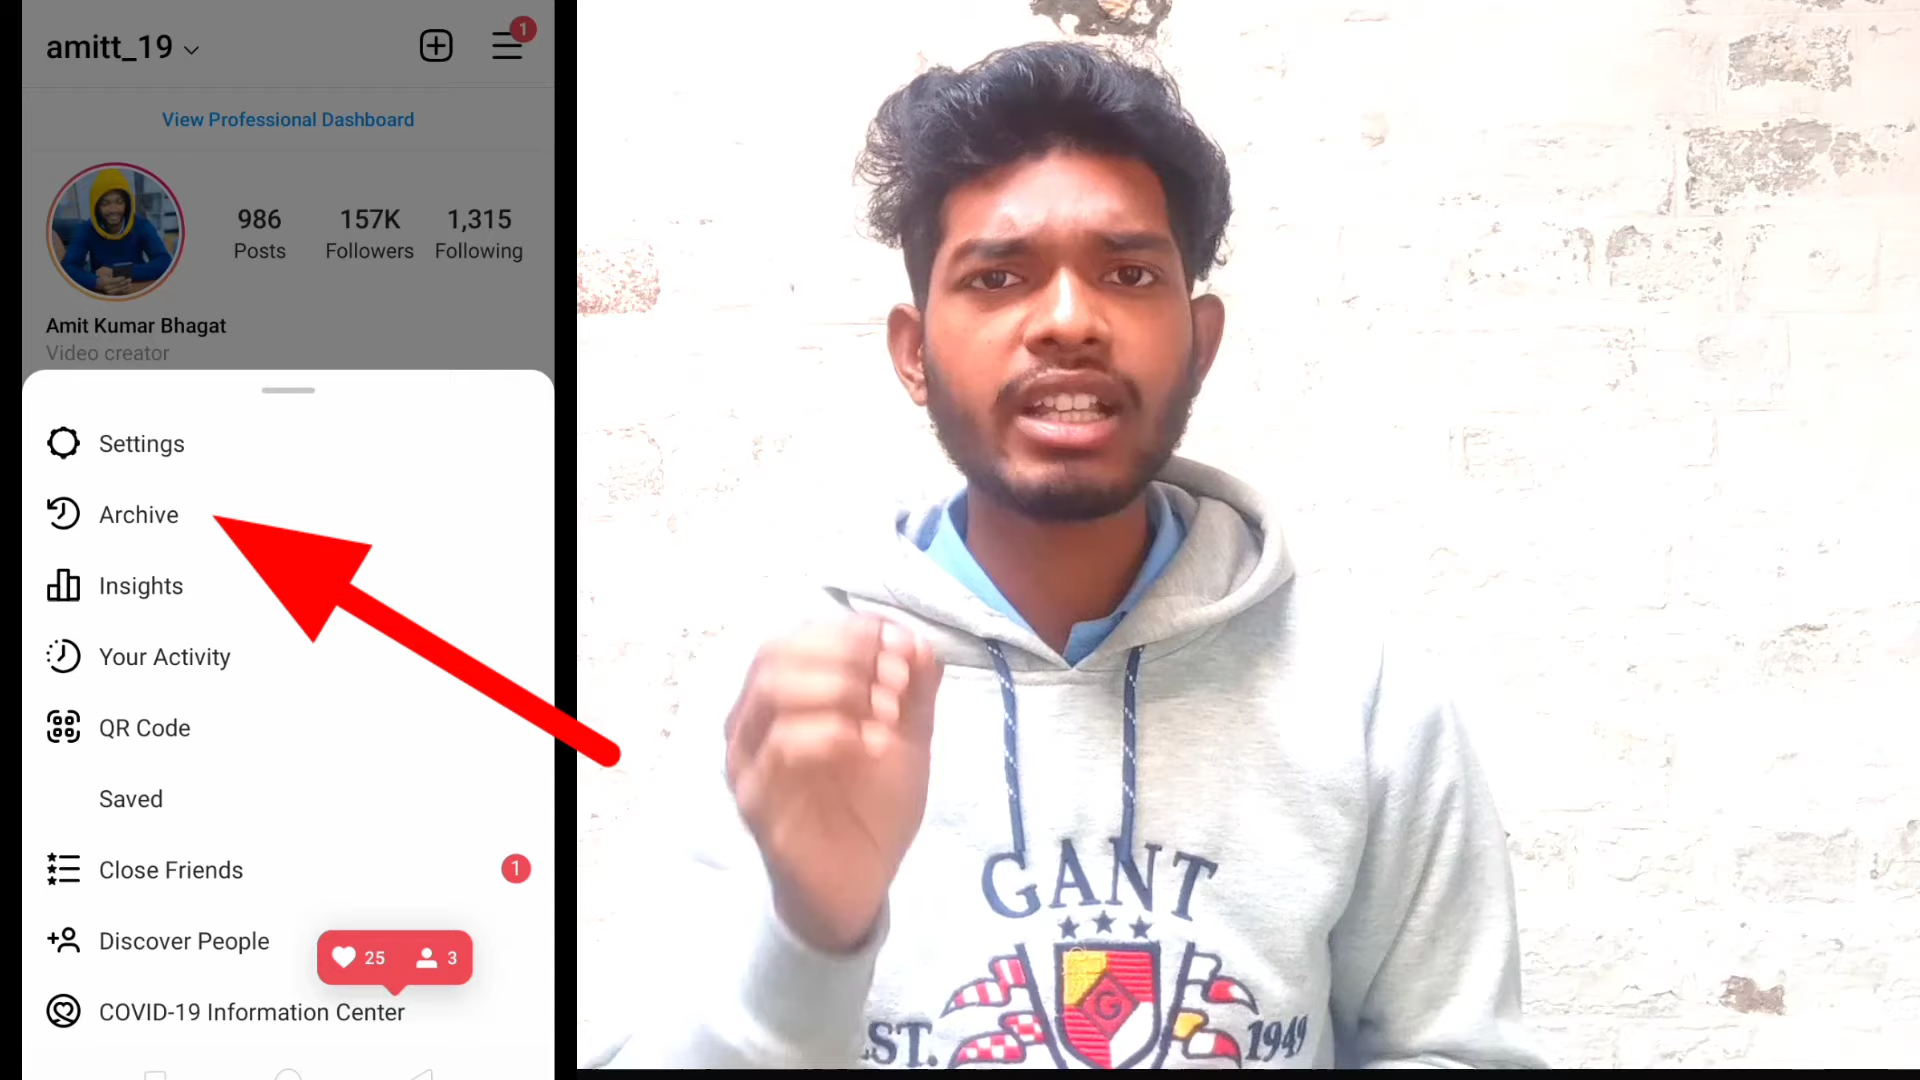 amitt_19
1
View Professional Dashboard
986 157K 1,315
Posts Followers Following
Amit Kumar Bhagat
Video creator
Settings
Archive
Insights
Your Activity
QR Code
Saved
Close Friends 1
Discover People
25 3
COVID-19 Information Center
GANT
G
EST. 1949